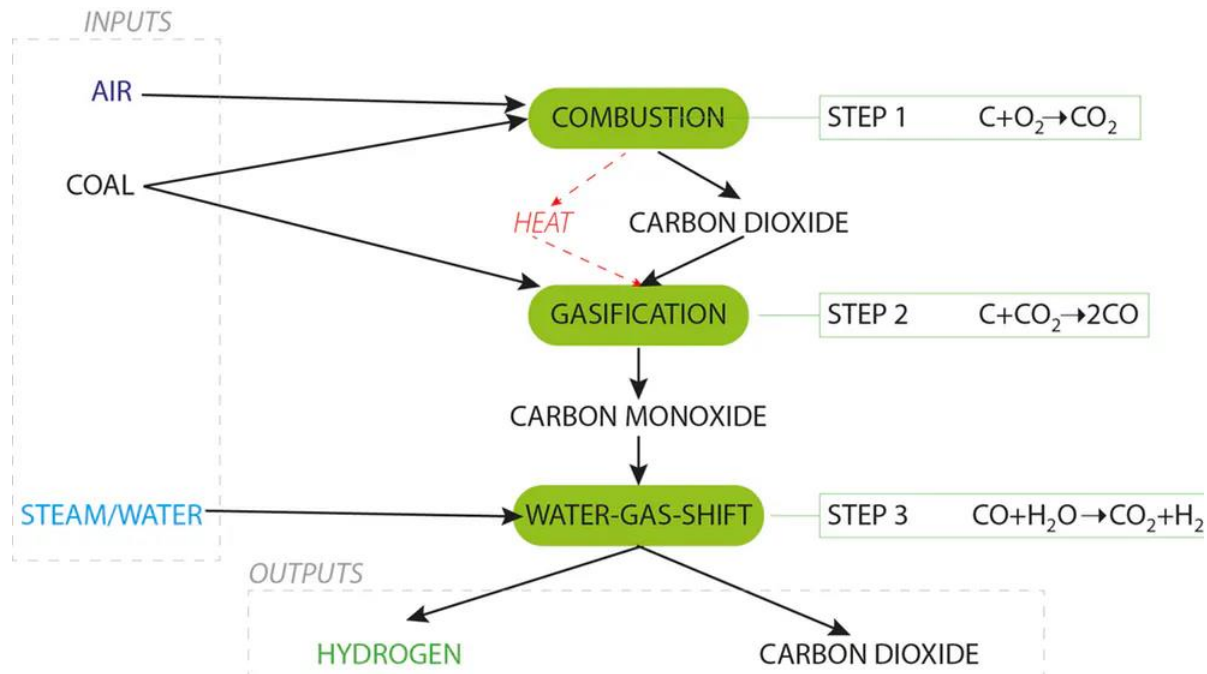 INPUTS
AIR
COMBUSTION
STEP 1 C+O₂→CO₂
COAL
HEAT
CARBON DIOXIDE
GASIFICATION
STEP 2 C+CO₂→2CO
CARBON MONOXIDE
STEAM/WATER
WATER-GAS-SHIFT
STEP 3 CO+H₂O→CO₂+H₂
OUTPUTS
HYDROGEN
CARBON DIOXIDE